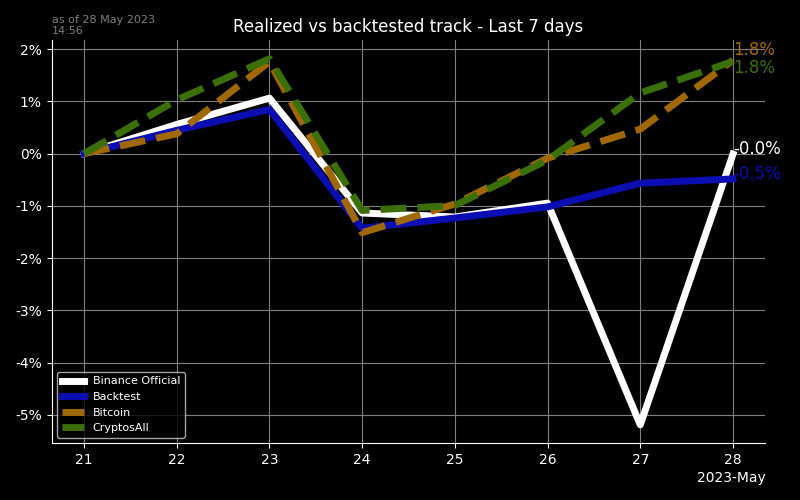 as of 28 May 2023
14:56
Realized vs backtested track - Last 7 days
2%
1%
0%
-1%
-2%
-3%
-4%
-5%
1.8%
1.8%
-0.0%
-0.5%
Binance Official
Backtest
Bitcoin
CryptosAll
21 22 23 24 25 26 27 28
2023-May